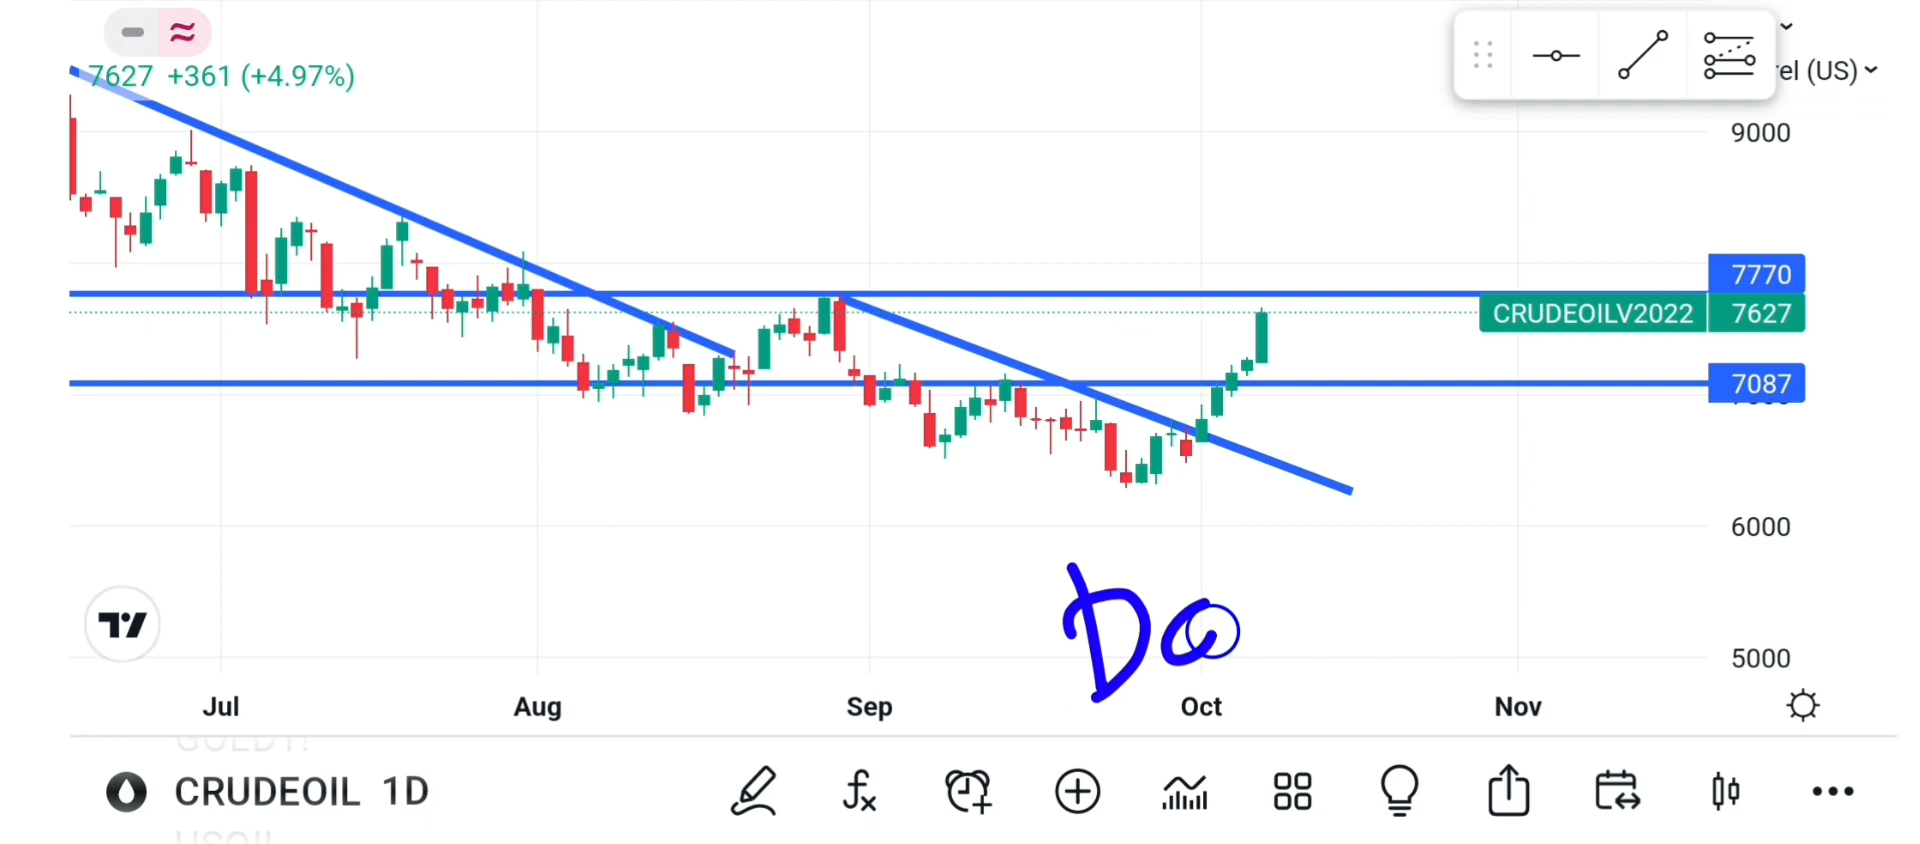 7627 +361 (+4.97%)
rel (US)
9000
7770
CRUDEOILV2022 7627
7087
6000
5000
Do
Jul Aug Sep Oct Nov
CRUDEOIL 1D